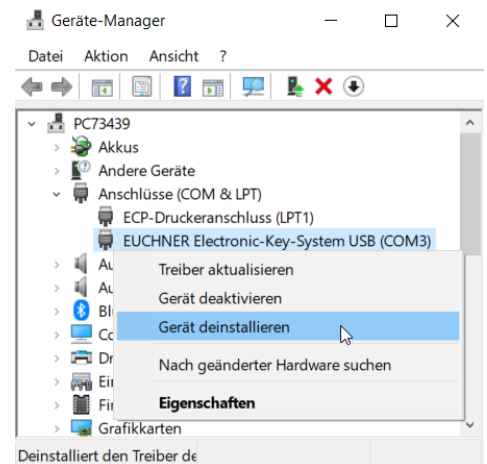 Geräte-Manager
Datei Aktion Ansicht ?
PC73439
Akkus
Andere Geräte
Anschlüsse (COM & LPT)
ECP-Druckeranschluss (LPT1)
EUCHNER Electronic-Key-System USB (COM3)
Treiber aktualisieren
Gerät deaktivieren
Gerät deinstallieren
Nach geänderter Hardware suchen
Eigenschaften
Grafikkarten
Deinstalliert den Treiber